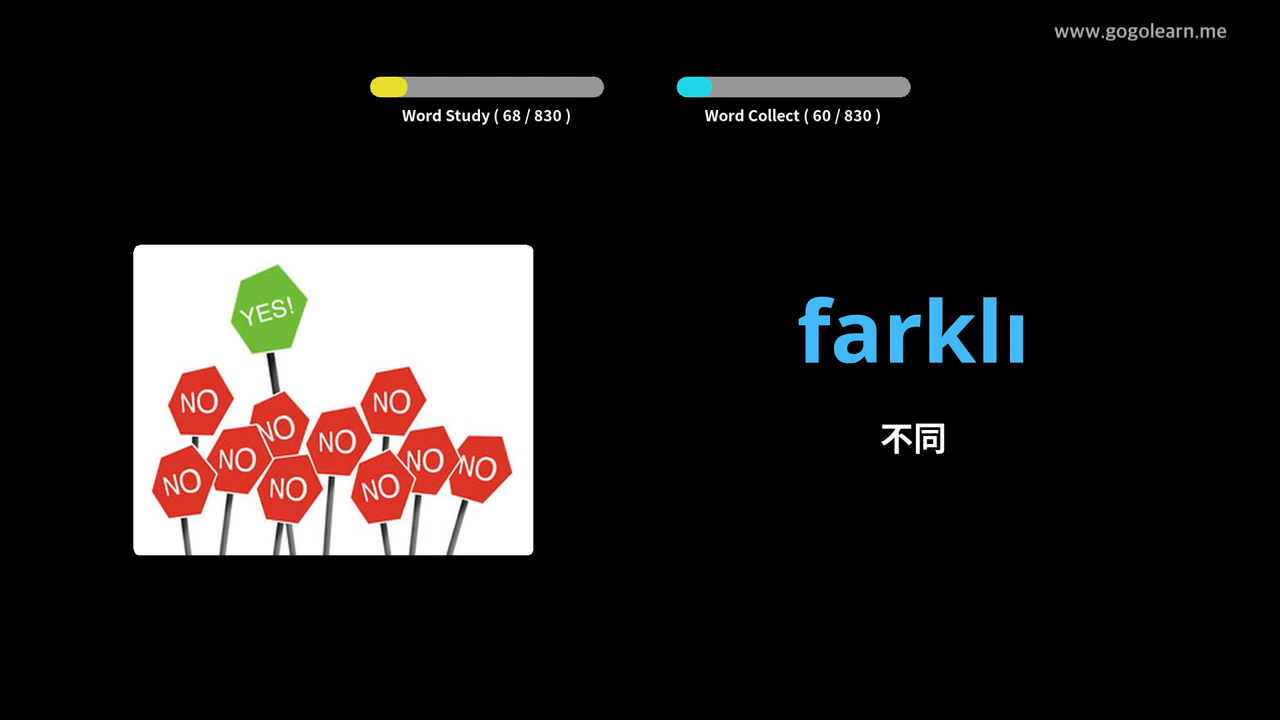 www.gogolearn.me
Word Study ( 68 / 830 )
Word Collect ( 60 / 830 )
YES!
NO
NO
NO
NO
NO
NO
NO
NO
NO
NO
farklı
不同